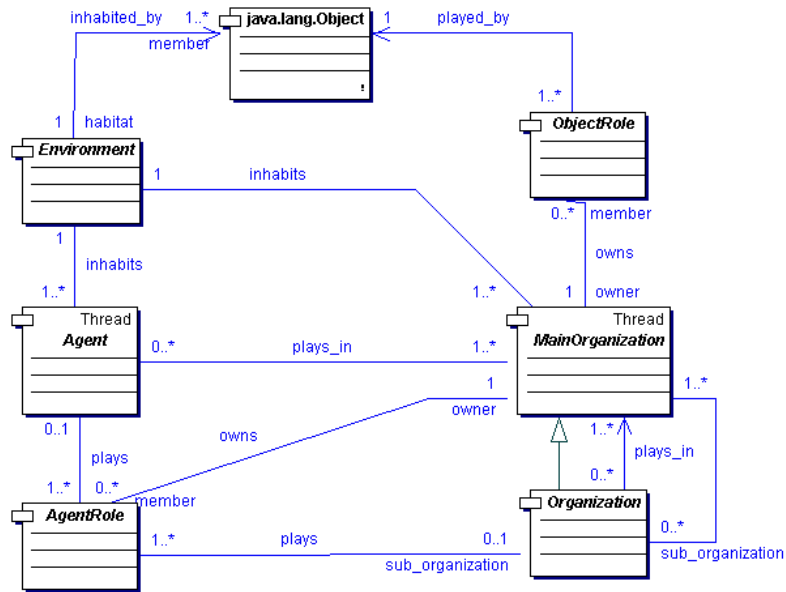 inhabited_by 1..* java.lang.Object 1 played_by
member
!
1..*
1 habitat
ObjectRole
Environment
1 inhabits
0..* member
1
owns
inhabits
1..* 1..* 1 owner
Thread Thread
Agent MainOrganization
0..* plays_in 1..*
1 1..*
owner
0..1 1..*
owns
plays plays_in
1..* 0..* 0..*
member
AgentRole Organization
1..* plays 0..1 0..*
sub_organization sub_organization